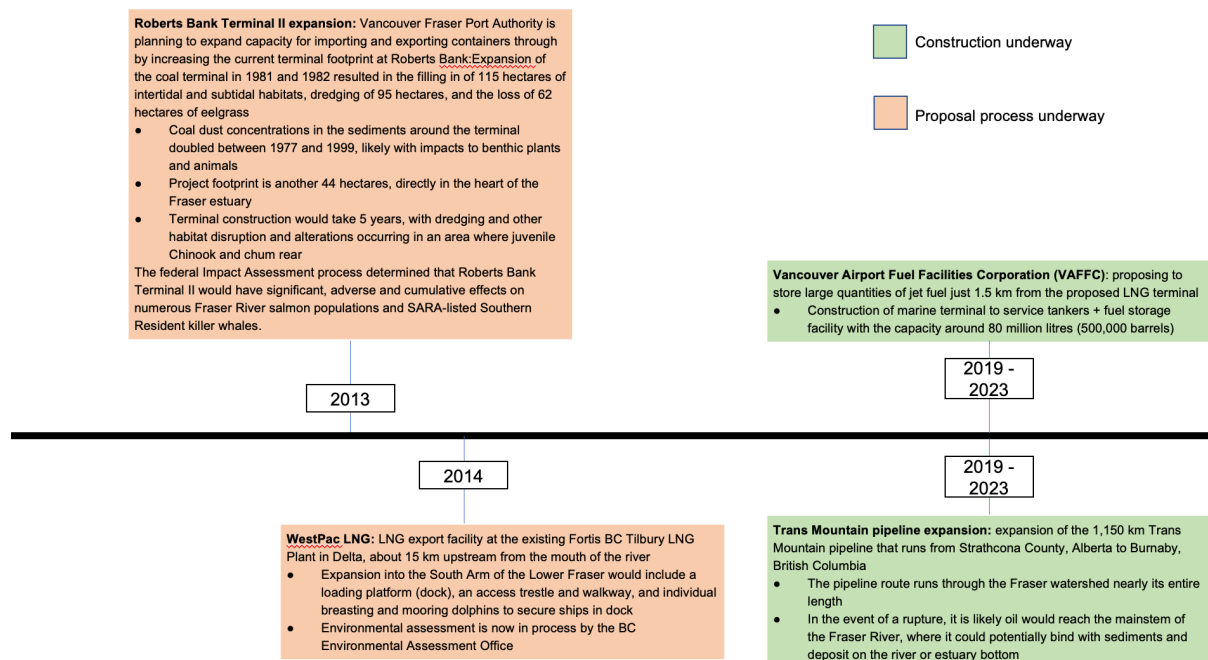 Roberts Bank Terminal II expansion: Vancouver Fraser Port Authority is
planning to expand capacity for importing and exporting containers through
by increasing the current terminal footprint at Roberts Bank:Expansion of
the coal terminal in 1981 and 1982 resulted in the filling in of 115 hectares of
intertidal and subtidal habitats, dredging of 95 hectares, and the loss of 62
hectares of eelgrass
● Coal dust concentrations in the sediments around the terminal
doubled between 1977 and 1999, likely with impacts to benthic plants
and animals
● Project footprint is another 44 hectares, directly in the heart of the
Fraser estuary
● Terminal construction would take 5 years, with dredging and other
habitat disruption and alterations occurring in an area where juvenile
Chinook and chum rear
The federal Impact Assessment process determined that Roberts Bank
Terminal II would have significant, adverse and cumulative effects on
numerous Fraser River salmon populations and SARA-listed Southern
Resident killer whales.
Construction underway
Proposal process underway
Vancouver Airport Fuel Facilities Corporation (VAFFC): proposing to
store large quantities of jet fuel just 1.5 km from the proposed LNG terminal
● Construction of marine terminal to service tankers + fuel storage
facility with the capacity around 80 million litres (500,000 barrels)
2013
2019 -
2023
2014
2019 -
2023
WestPac LNG: LNG export facility at the existing Fortis BC Tilbury LNG
Plant in Delta, about 15 km upstream from the mouth of the river
● Expansion into the South Arm of the Lower Fraser would include a
loading platform (dock), an access trestle and walkway, and individual
breasting and mooring dolphins to secure ships in dock
● Environmental assessment is now in process by the BC
Environmental Assessment Office
Trans Mountain pipeline expansion: expansion of the 1,150 km Trans
Mountain pipeline that runs from Strathcona County, Alberta to Burnaby,
British Columbia
● The pipeline route runs through the Fraser watershed nearly its entire
length
● In the event of a rupture, it is likely oil would reach the mainstem of
the Fraser River, where it could potentially bind with sediments and
deposit on the river or estuary bottom